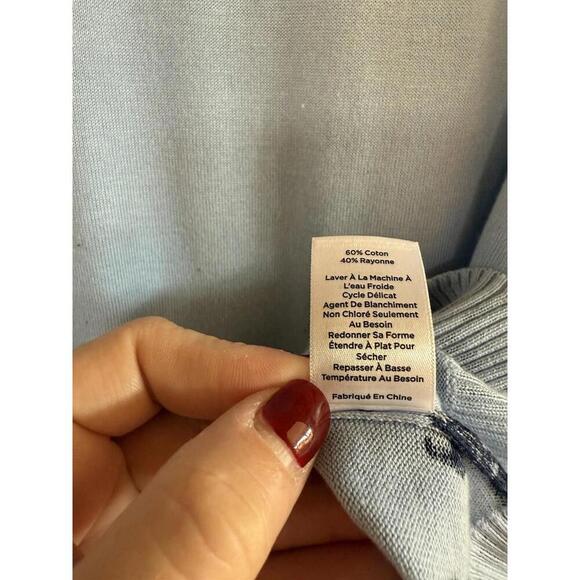 60% Coton
40% Rayonne
Laver À La Machine À
L'eau Froide
Cycle Délicat
Agent De Blanchiment
Non Chloré Seulement
Au Besoin
Redonner Sa Forme
Étendre À Plat Pour
Sécher
Repasser À Basse
Température Au Besoin
Fabriqué En Chine